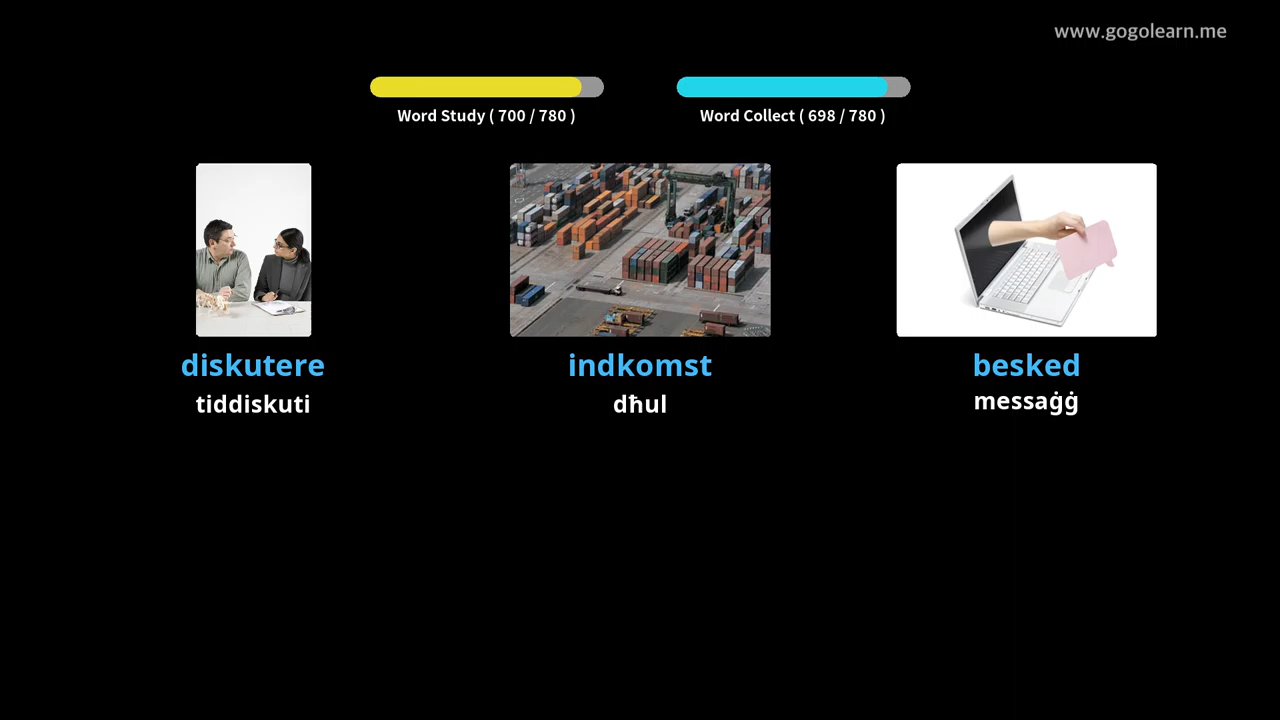 www.gogolearn.me
Word Study ( 700 / 780 )
Word Collect ( 698 / 780 )
diskutere
tiddiskuti
indkomst
dħul
besked
messaġġ